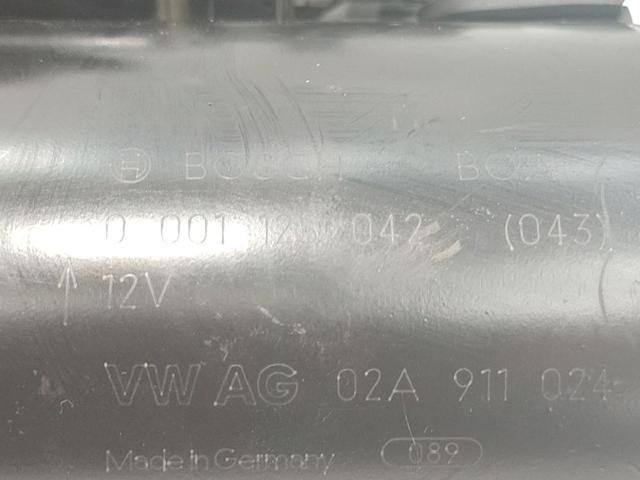 BOSCH
0 001 042 (043)
12V
VW AG 02A 911 024
Made in Germany 089